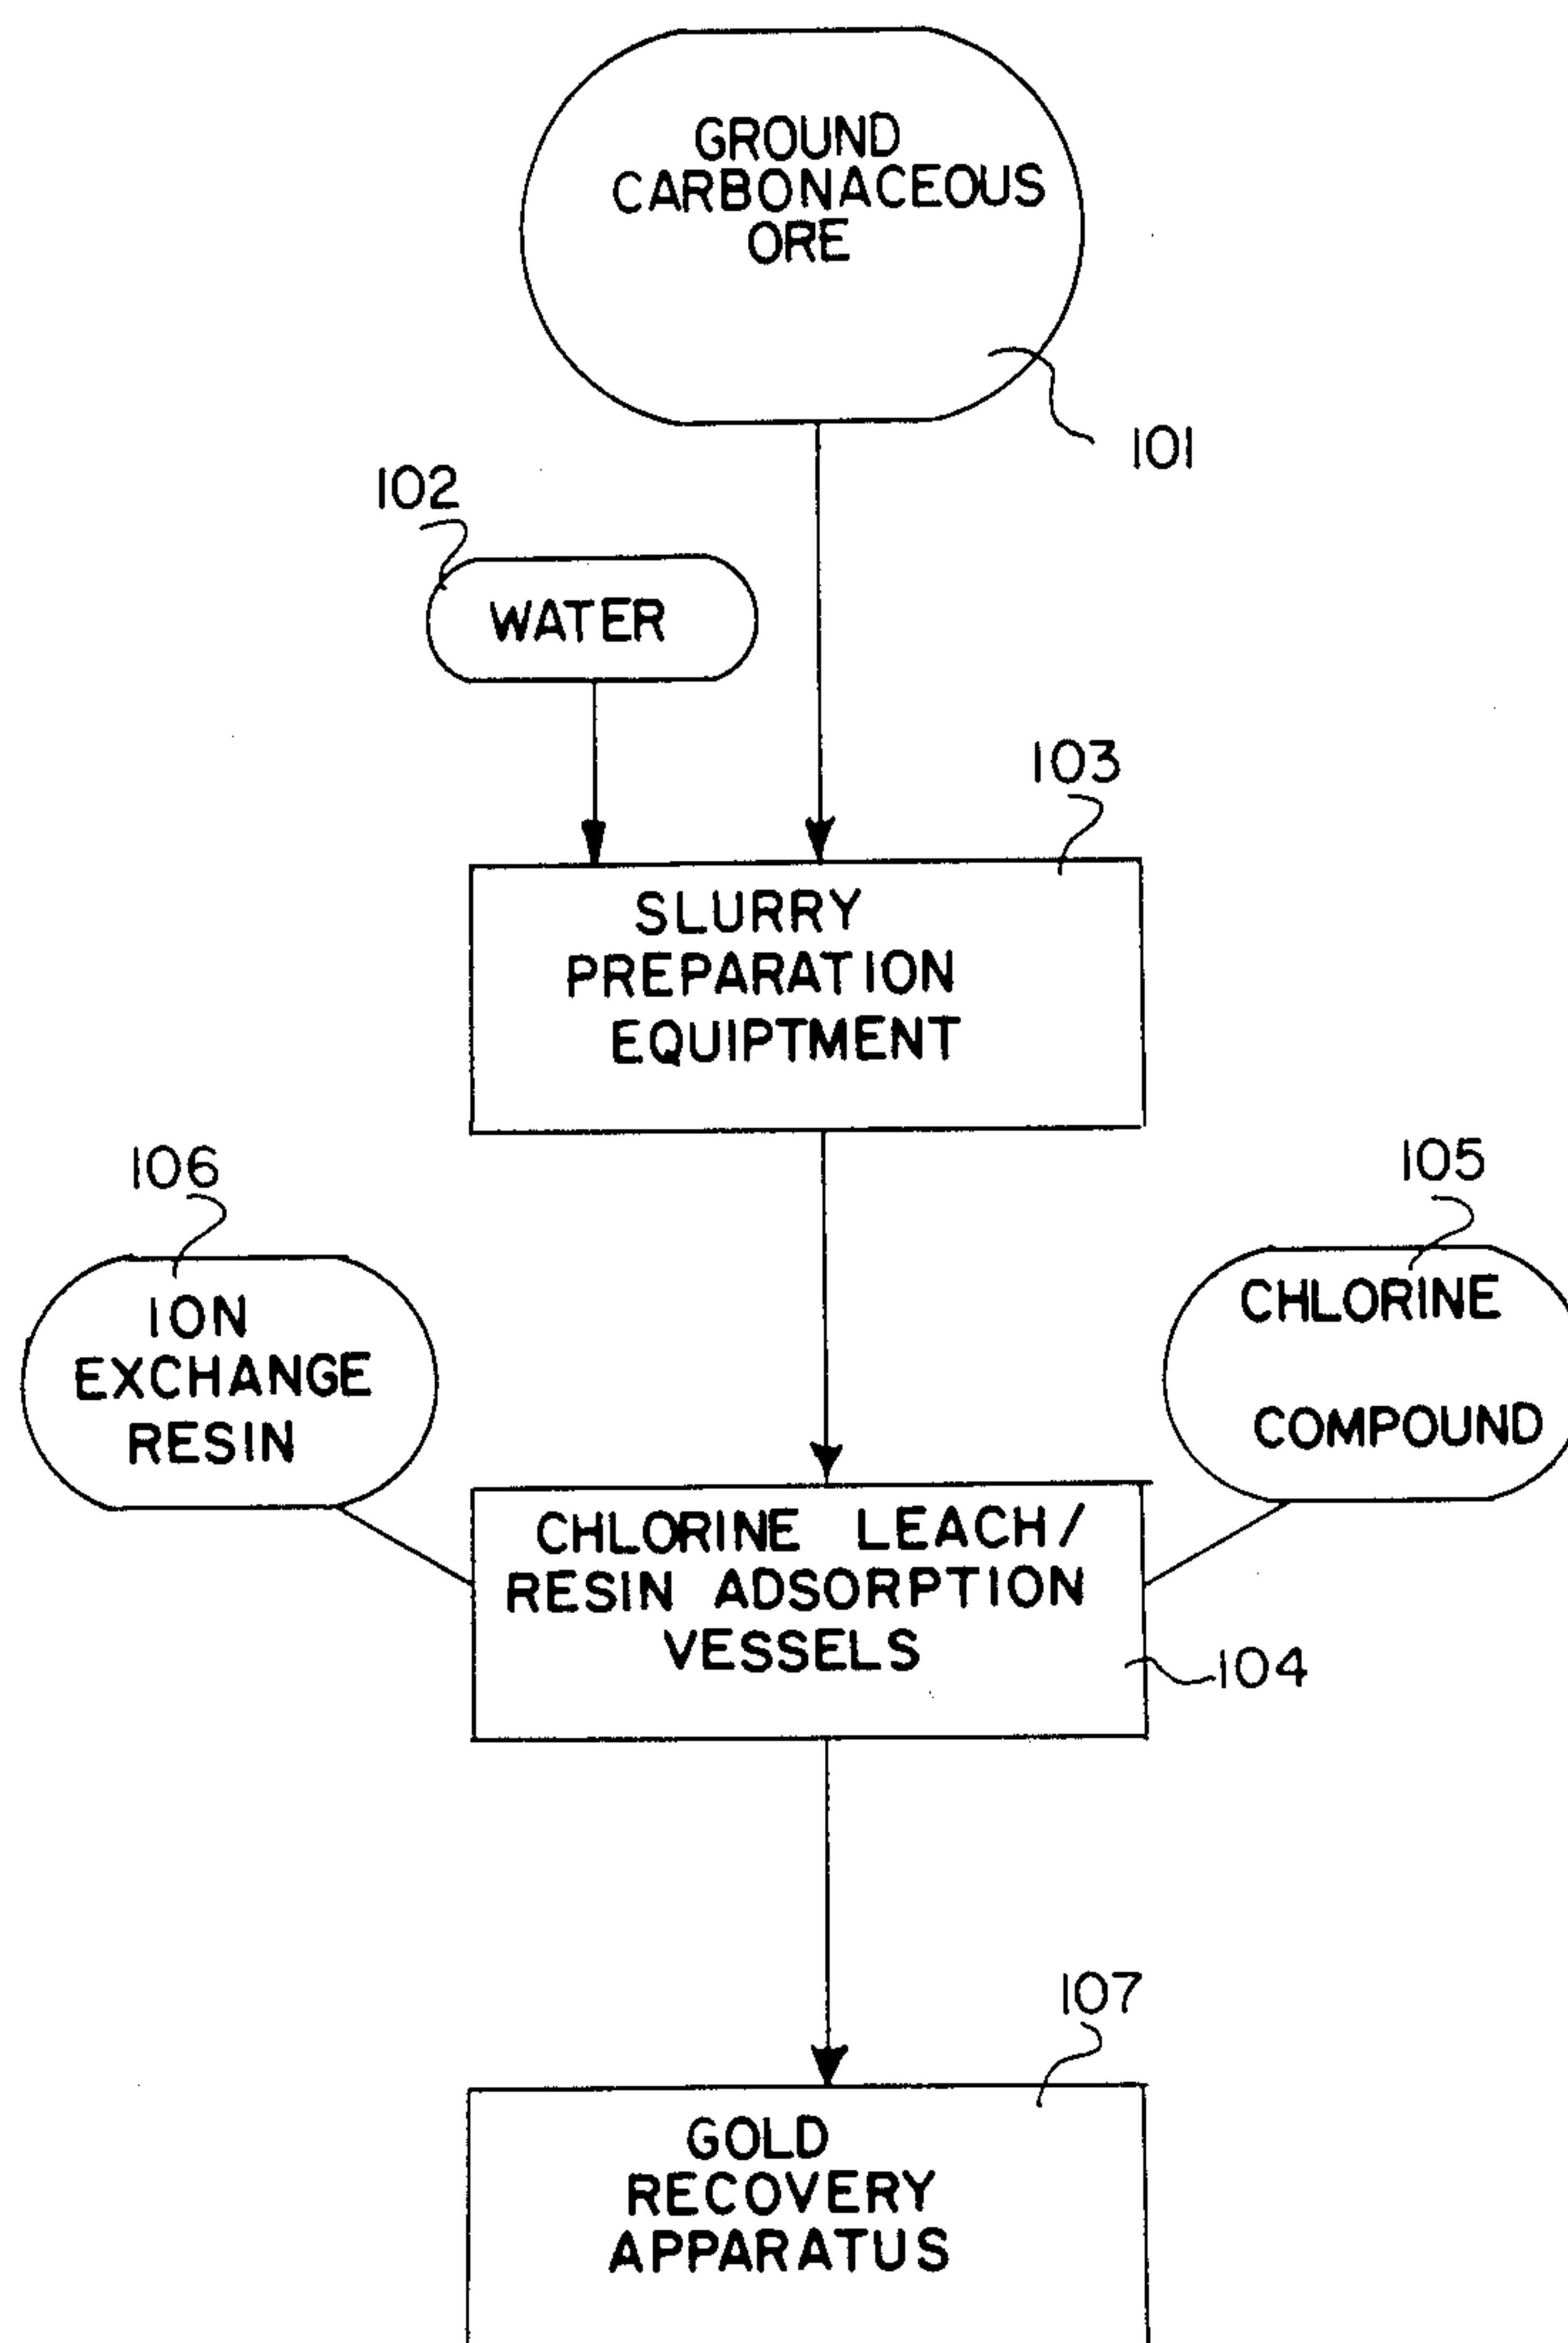 GROUND
CARBONACEOUS
ORE
101
102
WATER
103
SLURRY
PREPARATION
EQUIPTMENT
106
105
ION
EXCHANGE
RESIN
CHLORINE
COMPOUND
CHLORINE LEACH/
RESIN ADSORPTION
VESSELS
104
107
GOLD
RECOVERY
APPARATUS